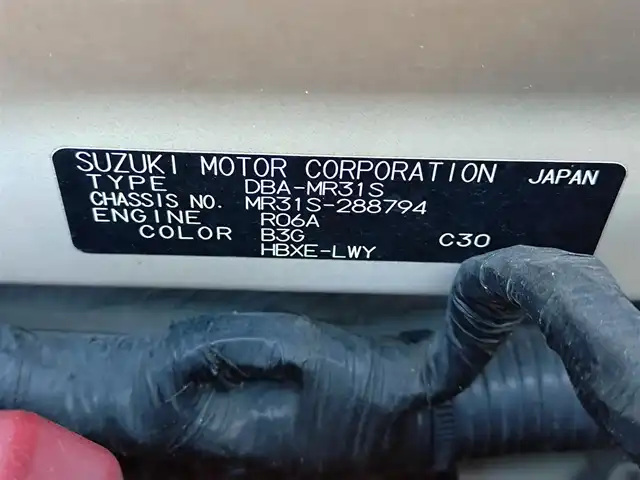 SUZUKI MOTOR CORPORATION JAPAN
TYPE DBA-MR31S
CHASSIS NO. MR31S-288794
ENGINE R06A
COLOR B3G C30
HBXE-LWY